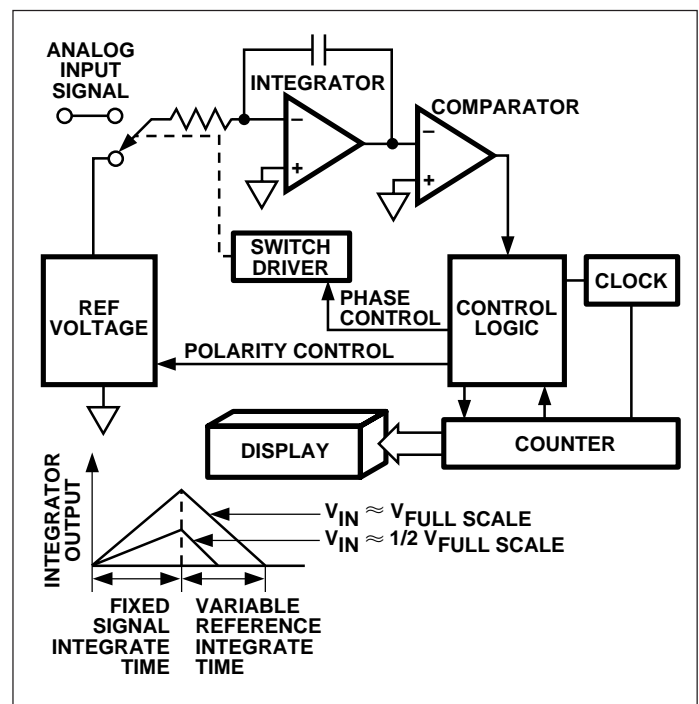 ANALOG
INPUT
SIGNAL
INTEGRATOR
–
+
COMPARATOR
–
+
SWITCH
DRIVER
REF
VOLTAGE
PHASE
CONTROL
CONTROL
LOGIC
CLOCK
POLARITY CONTROL
DISPLAY
COUNTER
INTEGRATOR
OUTPUT
VIN ≈ VFULL SCALE
VIN ≈ 1/2 VFULL SCALE
FIXED
SIGNAL
INTEGRATE
TIME
VARIABLE
REFERENCE
INTEGRATE
TIME